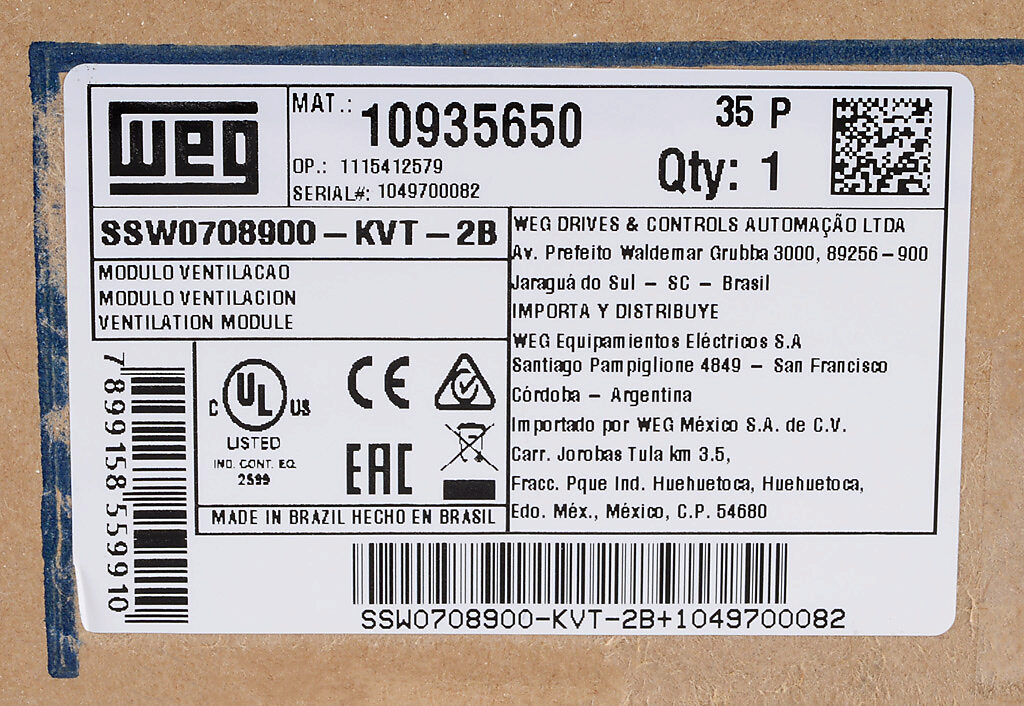 weg
MAT.: 10935650
35 P
OP.: 1115412579
SERIAL#: 1049700082
Qty: 1
SSW0708900 – KVT – 2B
MODULO VENTILACAO
MODULO VENTILACION
VENTILATION MODULE
WEG DRIVES & CONTROLS AUTOMAÇÃO LTDA
Av. Prefeito Waldemar Grubba 3000, 89256 – 900
Jaraguá do Sul – SC – Brasil
IMPORTA Y DISTRIBUYE
WEG Equipamientos Eléctricos S.A
Santiago Pampiglione 4849 – San Francisco
Córdoba – Argentina
Importado por WEG México S.A. de C.V.
Carr. Jorobas Tula km 3.5,
Fracc. Pque Ind. Huehuetoca, Huehuetoca,
Edo. Méx., México, C.P. 54680
7 899158 559910
C UL US
LISTED
IND. CONT. EQ.
2S99
CE
EAC
MADE IN BRAZIL HECHO EN BRASIL
SSW0708900-KVT-2B+1049700082